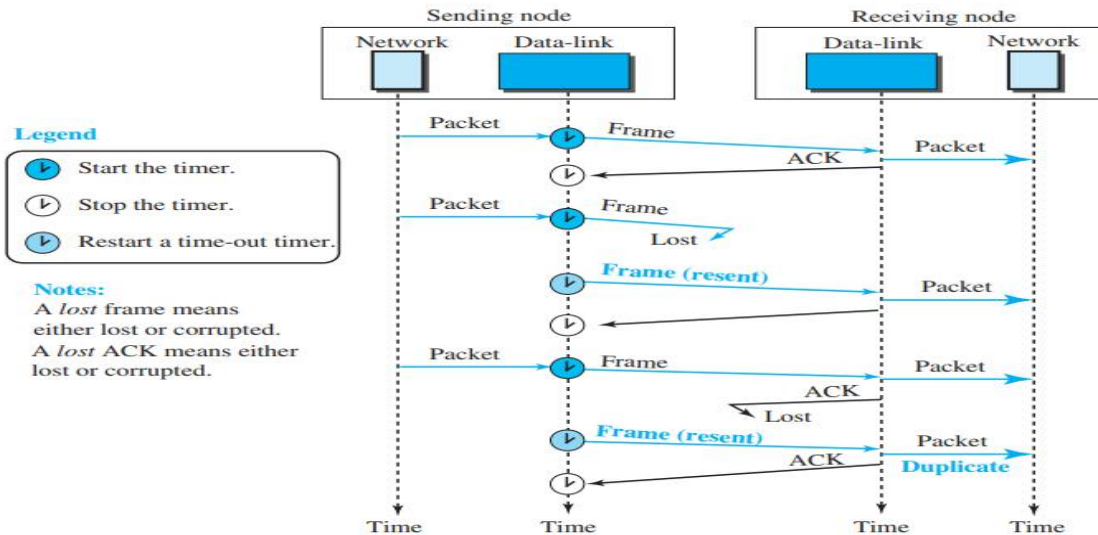 Sending node
Receiving node
Network
Data-link
Data-link
Network
Legend
Start the timer.
Stop the timer.
Restart a time-out timer.
Notes:
A lost frame means
either lost or corrupted.
A lost ACK means either
lost or corrupted.
Packet
Frame
ACK
Packet
Packet
Frame
Lost
Frame (resent)
Packet
Packet
Frame
Packet
ACK
Lost
Frame (resent)
Packet
ACK
Duplicate
Time
Time
Time
Time